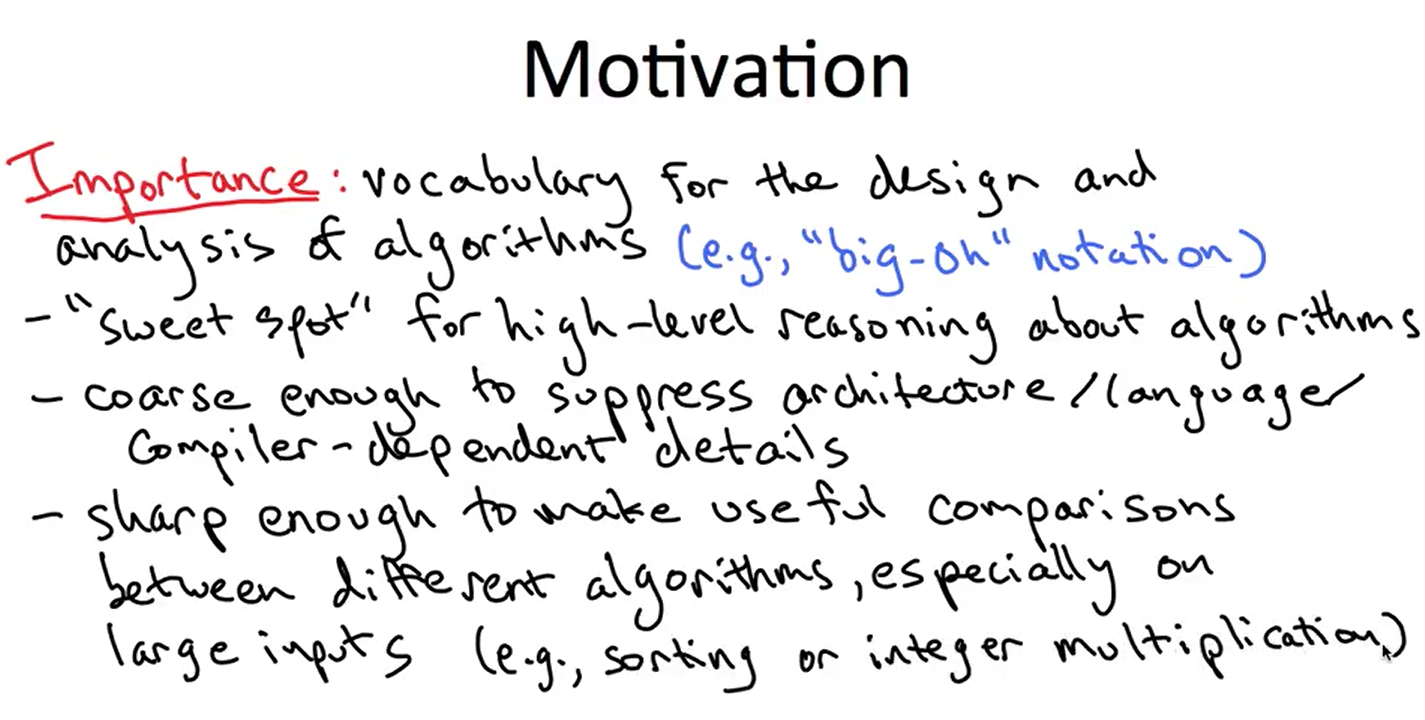 Motivation
Importance: vocabulary for the design and
analysis of algorithms (e.g., "big-oh" notation)
- "sweet spot" for high-level reasoning about algorithms
- coarse enough to suppress architecture/language/
compiler-dependent details
- sharp enough to make useful comparisons
between different algorithms, especially on
large inputs (e.g., sorting or integer multiplication)